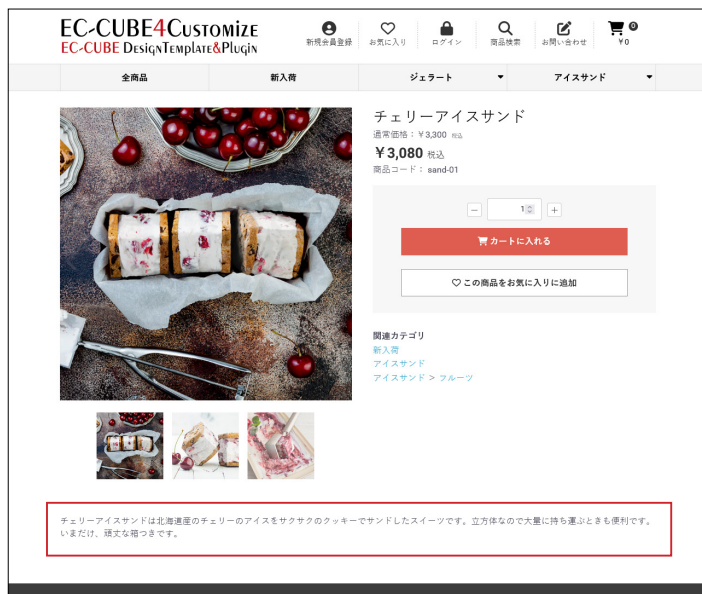 EC-CUBE4CUSTOMIZE
EC-CUBE DESIGNTEMPLATE&PLUGIN
新規会員登録
お気に入り
ログイン
商品検索
お問い合わせ
0
￥0
全商品
新入荷
ジェラート
アイスサンド
チェリーアイスサンド
通常価格：￥3,300 税込
￥3,080 税込
商品コード： sand-01
1
カートに入れる
この商品をお気に入りに追加
関連カテゴリ
新入荷
アイスサンド
アイスサンド ＞ フルーツ
チェリーアイスサンドは北海道産のチェリーのアイスをサクサクのクッキーでサンドしたスイーツです。立方体なので大量に持ち運ぶときも便利です。
いまだけ、頑丈な箱つきです。